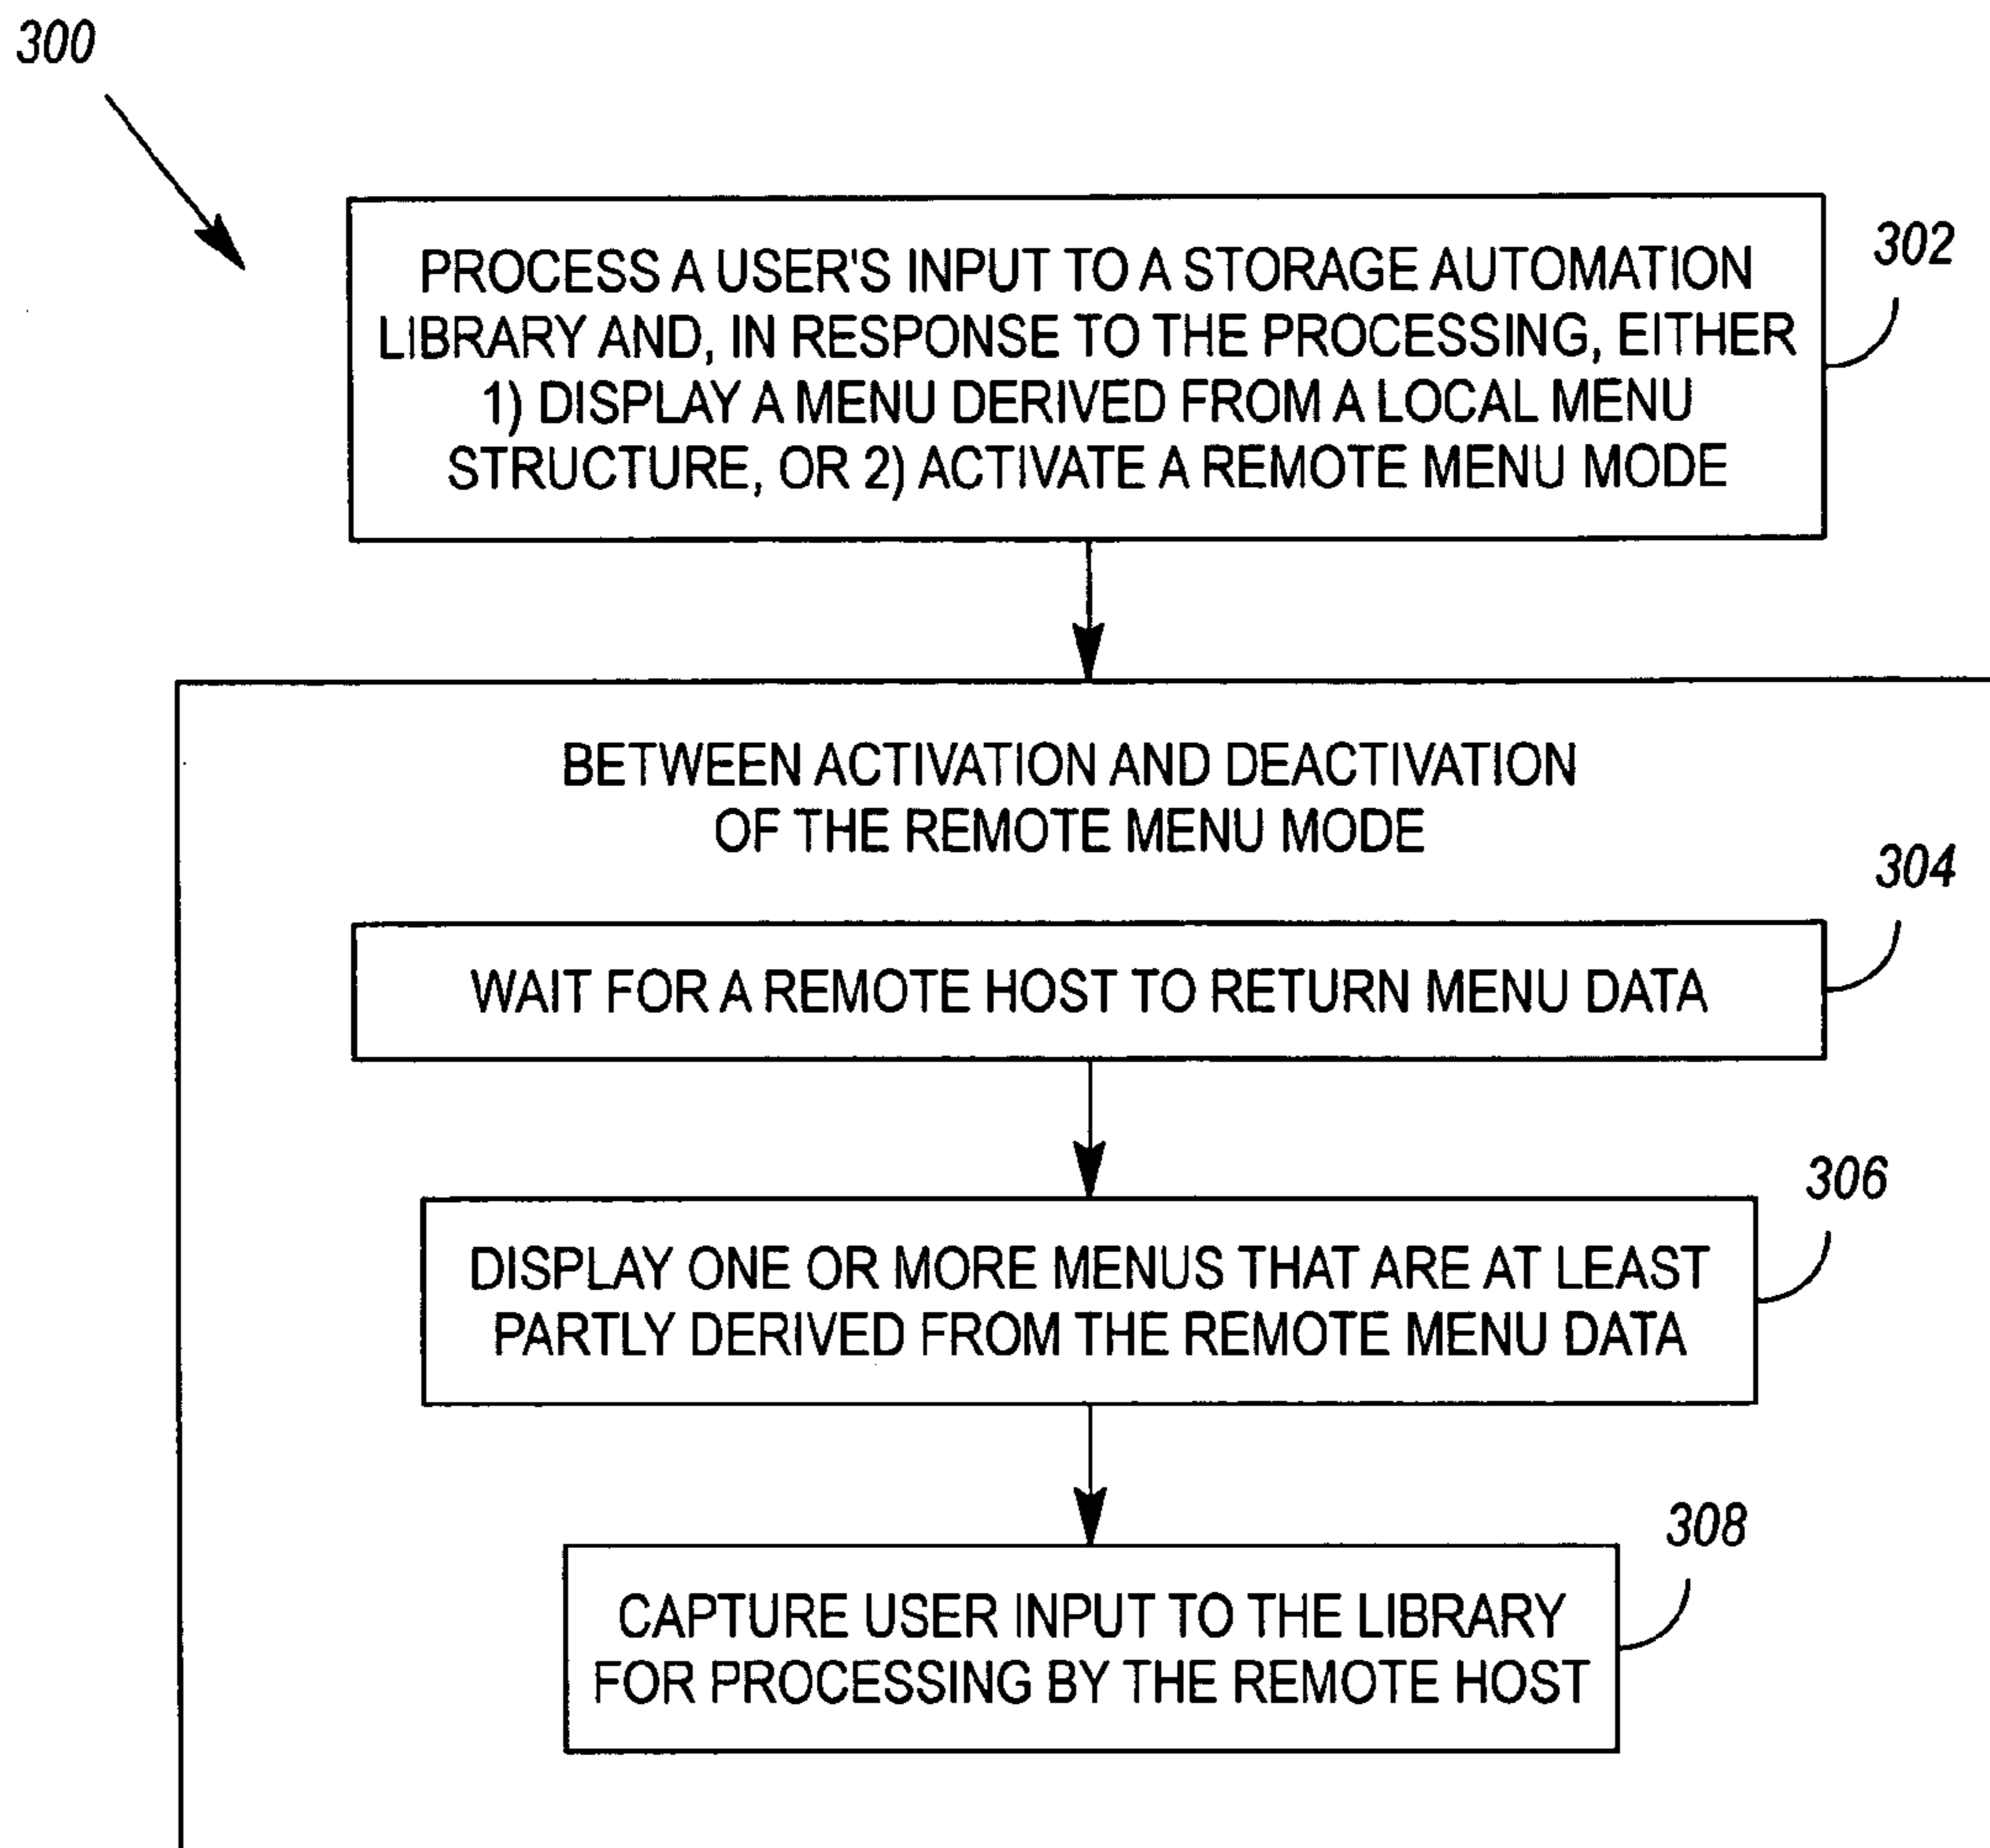 300
302
PROCESS A USER'S INPUT TO A STORAGE AUTOMATION
LIBRARY AND, IN RESPONSE TO THE PROCESSING, EITHER
1) DISPLAY A MENU DERIVED FROM A LOCAL MENU
STRUCTURE, OR 2) ACTIVATE A REMOTE MENU MODE
BETWEEN ACTIVATION AND DEACTIVATION
OF THE REMOTE MENU MODE
304
WAIT FOR A REMOTE HOST TO RETURN MENU DATA
306
DISPLAY ONE OR MORE MENUS THAT ARE AT LEAST
PARTLY DERIVED FROM THE REMOTE MENU DATA
308
CAPTURE USER INPUT TO THE LIBRARY
FOR PROCESSING BY THE REMOTE HOST